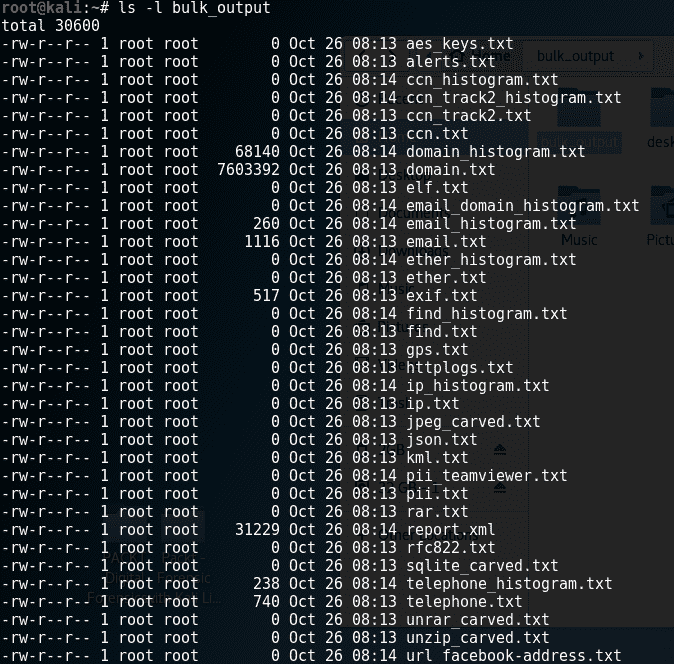 root@kali:~# ls -l bulk_output
total 30600
-rw-r--r-- 1 root root 0 Oct 26 08:13 aes_keys.txt
-rw-r--r-- 1 root root 0 Oct 26 08:13 alerts.txt
-rw-r--r-- 1 root root 0 Oct 26 08:14 ccn_histogram.txt
-rw-r--r-- 1 root root 0 Oct 26 08:14 ccn_track2_histogram.txt
-rw-r--r-- 1 root root 0 Oct 26 08:13 ccn_track2.txt
-rw-r--r-- 1 root root 0 Oct 26 08:13 ccn.txt
-rw-r--r-- 1 root root 68140 Oct 26 08:14 domain_histogram.txt
-rw-r--r-- 1 root root 7603392 Oct 26 08:14 domain.txt
-rw-r--r-- 1 root root 0 Oct 26 08:13 elf.txt
-rw-r--r-- 1 root root 0 Oct 26 08:14 email_domain_histogram.txt
-rw-r--r-- 1 root root 260 Oct 26 08:14 email_histogram.txt
-rw-r--r-- 1 root root 1116 Oct 26 08:13 email.txt
-rw-r--r-- 1 root root 0 Oct 26 08:14 ether_histogram.txt
-rw-r--r-- 1 root root 0 Oct 26 08:13 ether.txt
-rw-r--r-- 1 root root 517 Oct 26 08:13 exif.txt
-rw-r--r-- 1 root root 0 Oct 26 08:14 find_histogram.txt
-rw-r--r-- 1 root root 0 Oct 26 08:13 find.txt
-rw-r--r-- 1 root root 0 Oct 26 08:13 gps.txt
-rw-r--r-- 1 root root 0 Oct 26 08:13 httplogs.txt
-rw-r--r-- 1 root root 0 Oct 26 08:14 ip_histogram.txt
-rw-r--r-- 1 root root 0 Oct 26 08:13 ip.txt
-rw-r--r-- 1 root root 0 Oct 26 08:13 jpeg_carved.txt
-rw-r--r-- 1 root root 0 Oct 26 08:13 json.txt
-rw-r--r-- 1 root root 0 Oct 26 08:13 kml.txt
-rw-r--r-- 1 root root 0 Oct 26 08:14 pii_teamviewer.txt
-rw-r--r-- 1 root root 0 Oct 26 08:13 pii.txt
-rw-r--r-- 1 root root 0 Oct 26 08:13 rar.txt
-rw-r--r-- 1 root root 31229 Oct 26 08:14 report.xml
-rw-r--r-- 1 root root 0 Oct 26 08:13 rfc822.txt
-rw-r--r-- 1 root root 0 Oct 26 08:13 sqlite_carved.txt
-rw-r--r-- 1 root root 238 Oct 26 08:14 telephone_histogram.txt
-rw-r--r-- 1 root root 740 Oct 26 08:13 telephone.txt
-rw-r--r-- 1 root root 0 Oct 26 08:13 unrar_carved.txt
-rw-r--r-- 1 root root 0 Oct 26 08:13 unzip_carved.txt
-rw-r--r-- 1 root root 0 Oct 26 08:14 url_facebook-address.txt
Home
bulk_output
bulk_output
desk
Music
Pictu
Documents
Downloads